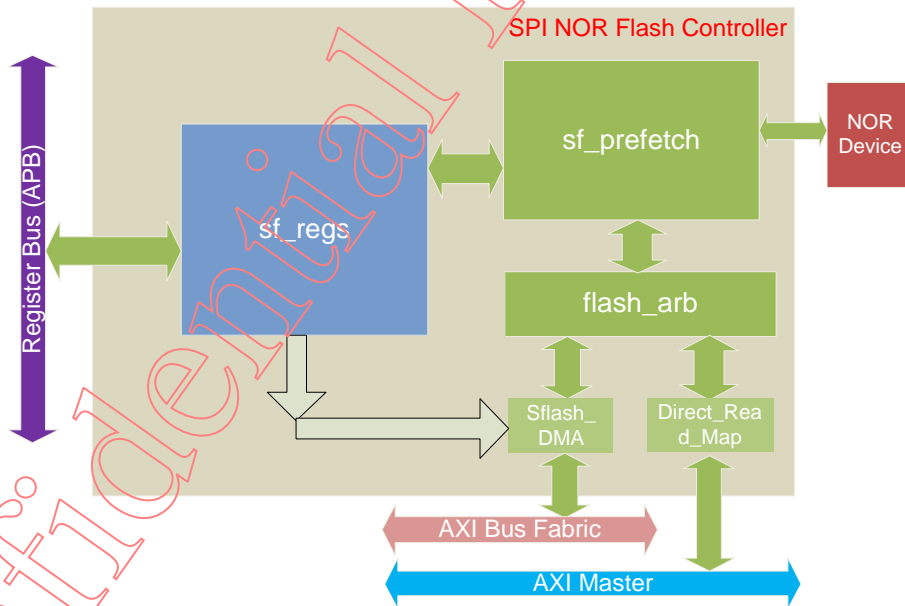 SPI NOR Flash Controller
sf_prefetch
NOR
Device
Register Bus (APB)
sf_regs
flash_arb
Sflash_
DMA
Direct_Rea
d_Map
AXI Bus Fabric
AXI Master
fidential